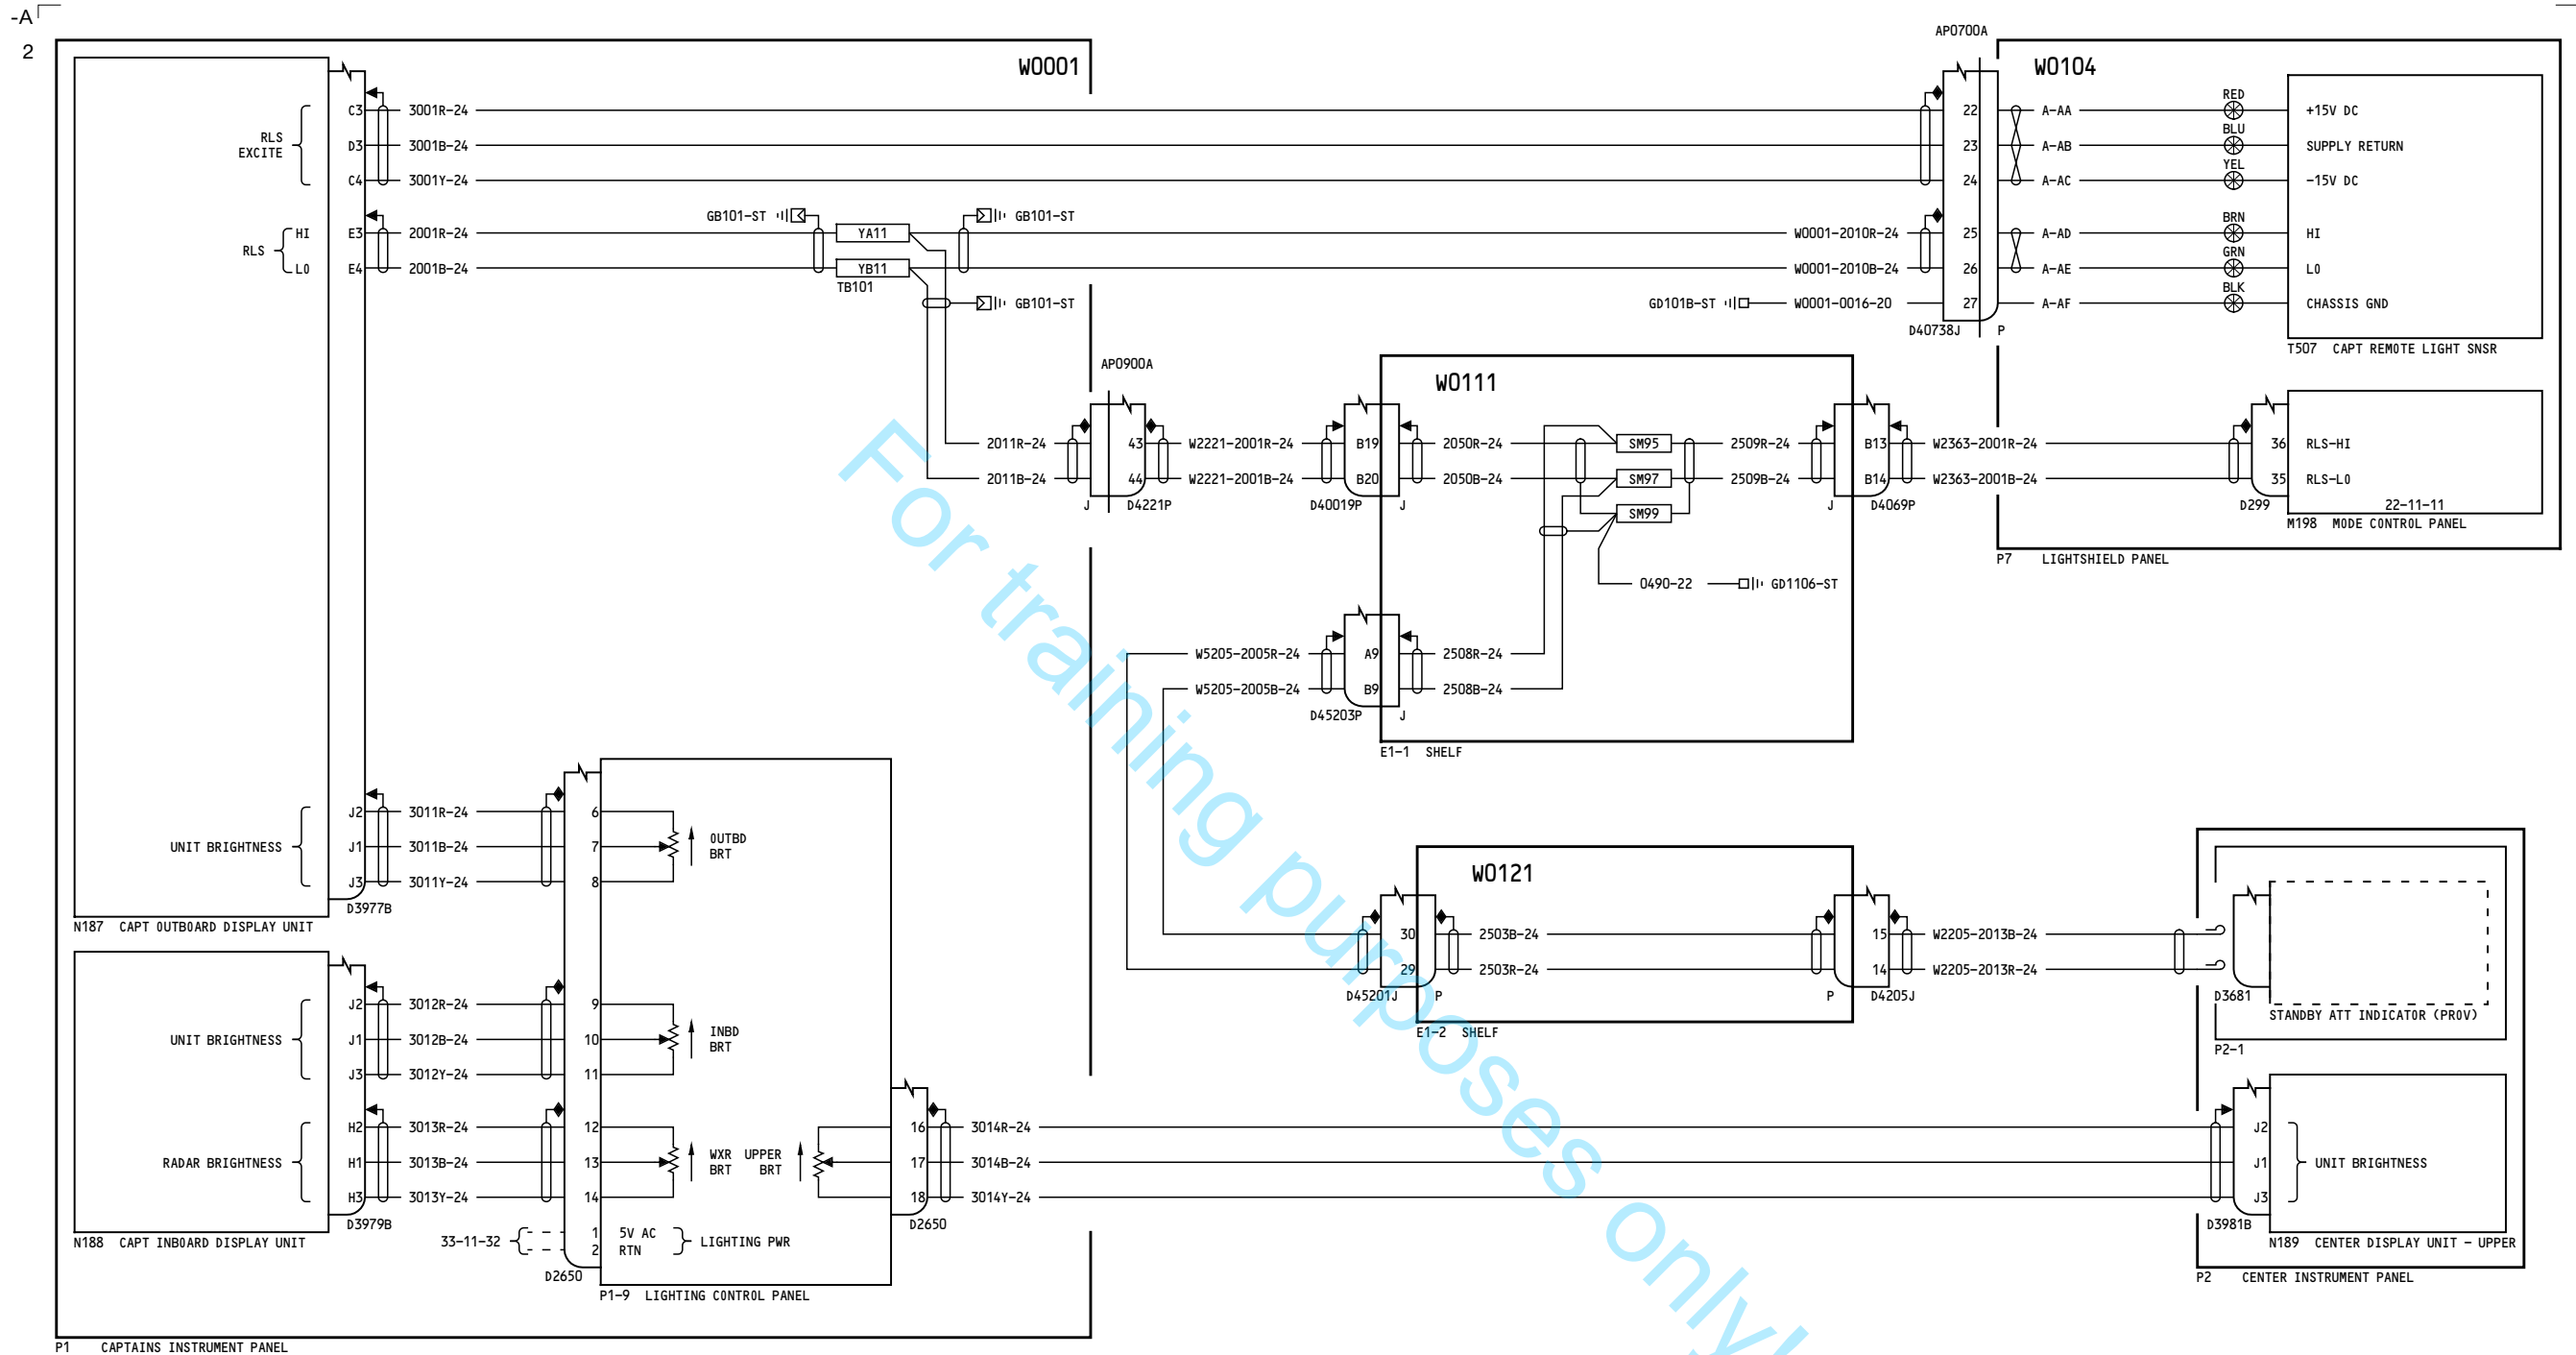 -A
2
W0001
RLS
EXCITE
C3 3001R-24
D3 3001B-24
C4 3001Y-24
RLS
HI E3 2001R-24
LO E4 2001B-24
GB101-ST
YA11
YB11
TB101
GB101-ST
GB101-ST
W0001-2010R-24
W0001-2010B-24
GD101B-ST W0001-0016-20
AP0700A
22
23
24
25
26
27
D40738J P
W0104
A-AA RED +15V DC
A-AB BLU SUPPLY RETURN
A-AC YEL -15V DC
A-AD BRN HI
A-AE GRN LO
A-AF BLK CHASSIS GND
T507 CAPT REMOTE LIGHT SNSR
AP0900A
2011R-24 43 W2221-2001R-24 B19
2011B-24 44 W2221-2001B-24 B20
J D4221P D40019P J
W0111
2050R-24 SM95 2509R-24 B13 W2363-2001R-24 36 RLS-HI
2050B-24 SM97 2509B-24 B14 W2363-2001B-24 35 RLS-LO
SM99
J D4069P D299 22-11-11
M198 MODE CONTROL PANEL
P7 LIGHTSHIELD PANEL
0490-22 GD1106-ST
W5205-2005R-24 A9 2508R-24
W5205-2005B-24 B9 2508B-24
D45203P J
E1-1 SHELF
UNIT BRIGHTNESS
J2 3011R-24 6
J1 3011B-24 7
J3 3011Y-24 8
OUTBD
BRT
D3977B
N187 CAPT OUTBOARD DISPLAY UNIT
W0121
30 2503B-24 15 W2205-2013B-24
29 2503R-24 14 W2205-2013R-24
D45201J P P D4205J D3681
E1-2 SHELF
STANDBY ATT INDICATOR (PROV)
P2-1
UNIT BRIGHTNESS
J2 3012R-24 9
J1 3012B-24 10
J3 3012Y-24 11
INBD
BRT
RADAR BRIGHTNESS
H2 3013R-24 12
H1 3013B-24 13
H3 3013Y-24 14
WXR
BRT
UPPER
BRT
16 3014R-24 J2
17 3014B-24 J1
18 3014Y-24 J3
UNIT BRIGHTNESS
D3979B
N188 CAPT INBOARD DISPLAY UNIT
33-11-32
1 5V AC
2 RTN
LIGHTING PWR
D2650
D2650
P1-9 LIGHTING CONTROL PANEL
D3981B
N189 CENTER DISPLAY UNIT - UPPER
P2 CENTER INSTRUMENT PANEL
P1 CAPTAINS INSTRUMENT PANEL
For training purposes only!